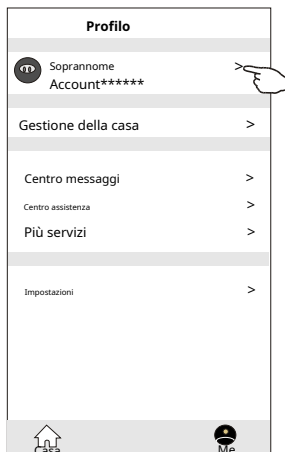 Profilo
Soprannome >
Account******
Gestione della casa >
Centro messaggi >
Centro assistenza >
Più servizi >
Impostazioni >
Casa Me